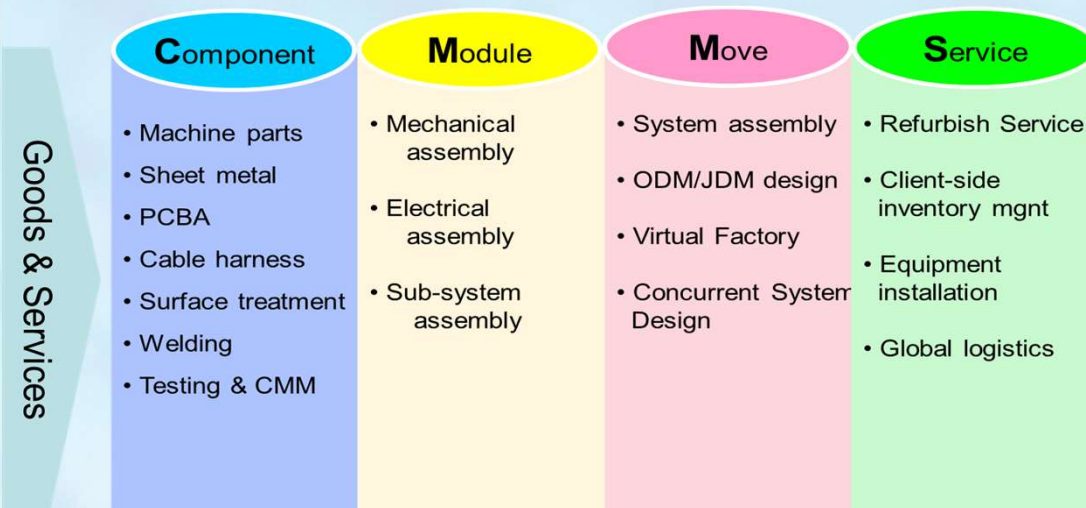 Goods & Services
Component
• Machine parts
• Sheet metal
• PCBA
• Cable harness
• Surface treatment
• Welding
• Testing & CMM
Module
• Mechanical
assembly
• Electrical
assembly
• Sub-system
assembly
Move
• System assembly
• ODM/JDM design
• Virtual Factory
• Concurrent System
Design
Service
• Refurbish Service
• Client-side
inventory mgnt
• Equipment
installation
• Global logistics